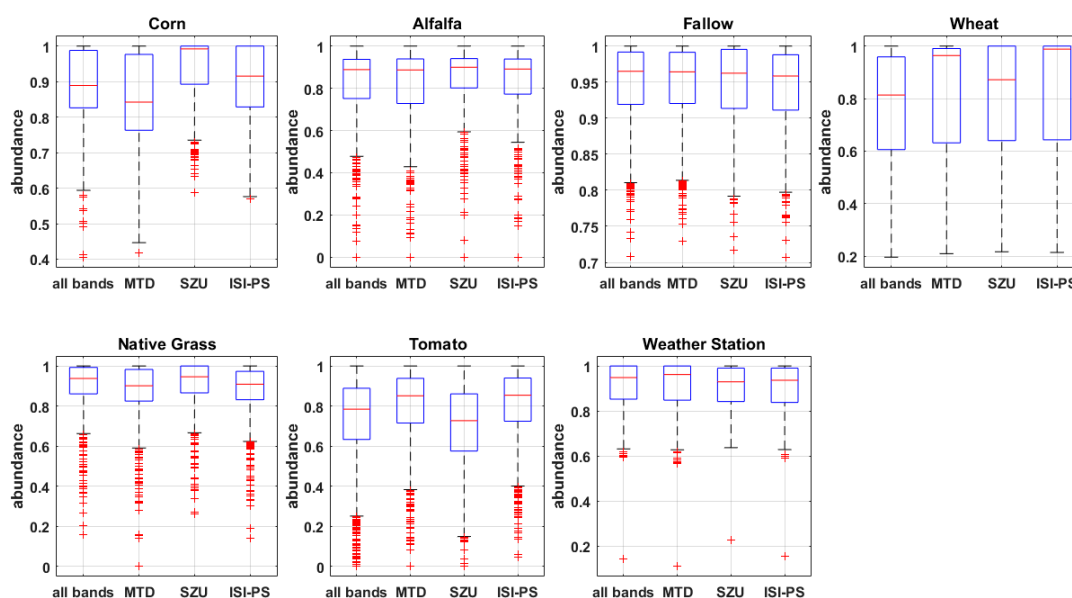 Corn
Alfalfa
Fallow
Wheat
abundance
1
0.9
0.8
0.7
0.6
0.5
0.4
all bands MTD SZU ISI-PS
abundance
1
0.8
0.6
0.4
0.2
0
all bands MTD SZU ISI-PS
abundance
1
0.95
0.9
0.85
0.8
0.75
0.7
all bands MTD SZU ISI-PS
abundance
1
0.8
0.6
0.4
0.2
all bands MTD SZU ISI-PS
Native Grass
Tomato
Weather Station
abundance
1
0.8
0.6
0.4
0.2
0
all bands MTD SZU ISI-PS
abundance
1
0.8
0.6
0.4
0.2
0
all bands MTD SZU ISI-PS
abundance
1
0.8
0.6
0.4
0.2
all bands MTD SZU ISI-PS